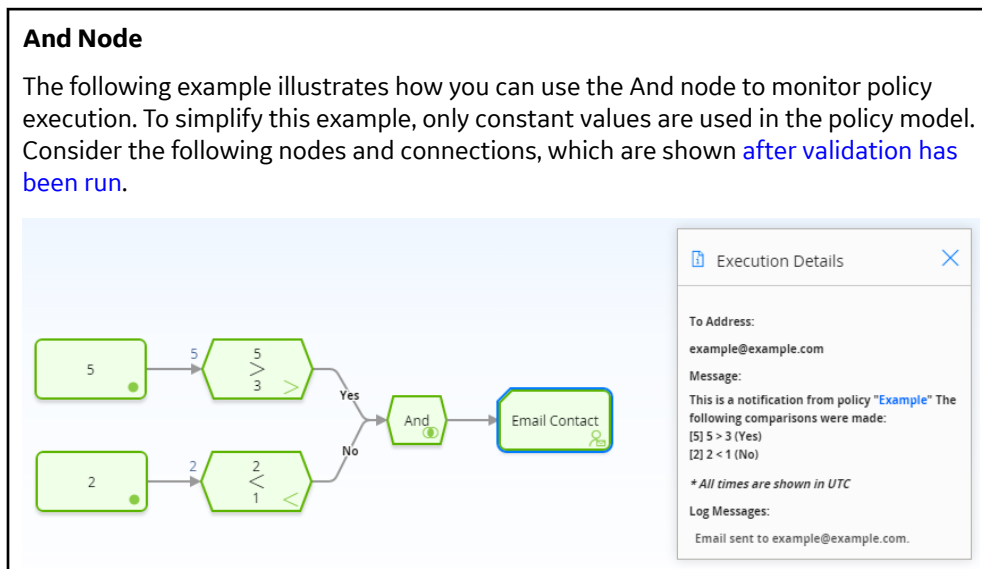 And Node
The following example illustrates how you can use the And node to monitor policy
execution. To simplify this example, only constant values are used in the policy model.
Consider the following nodes and connections, which are shown after validation has
been run.
5
5
5
>
3
>
Yes
And
Email Contact
No
2
2
2
<
1
<
Execution Details
To Address:
example@example.com
Message:
This is a notification from policy "Example" The
following comparisons were made:
[5] 5 > 3 (Yes)
[2] 2 < 1 (No)
* All times are shown in UTC
Log Messages:
Email sent to example@example.com.